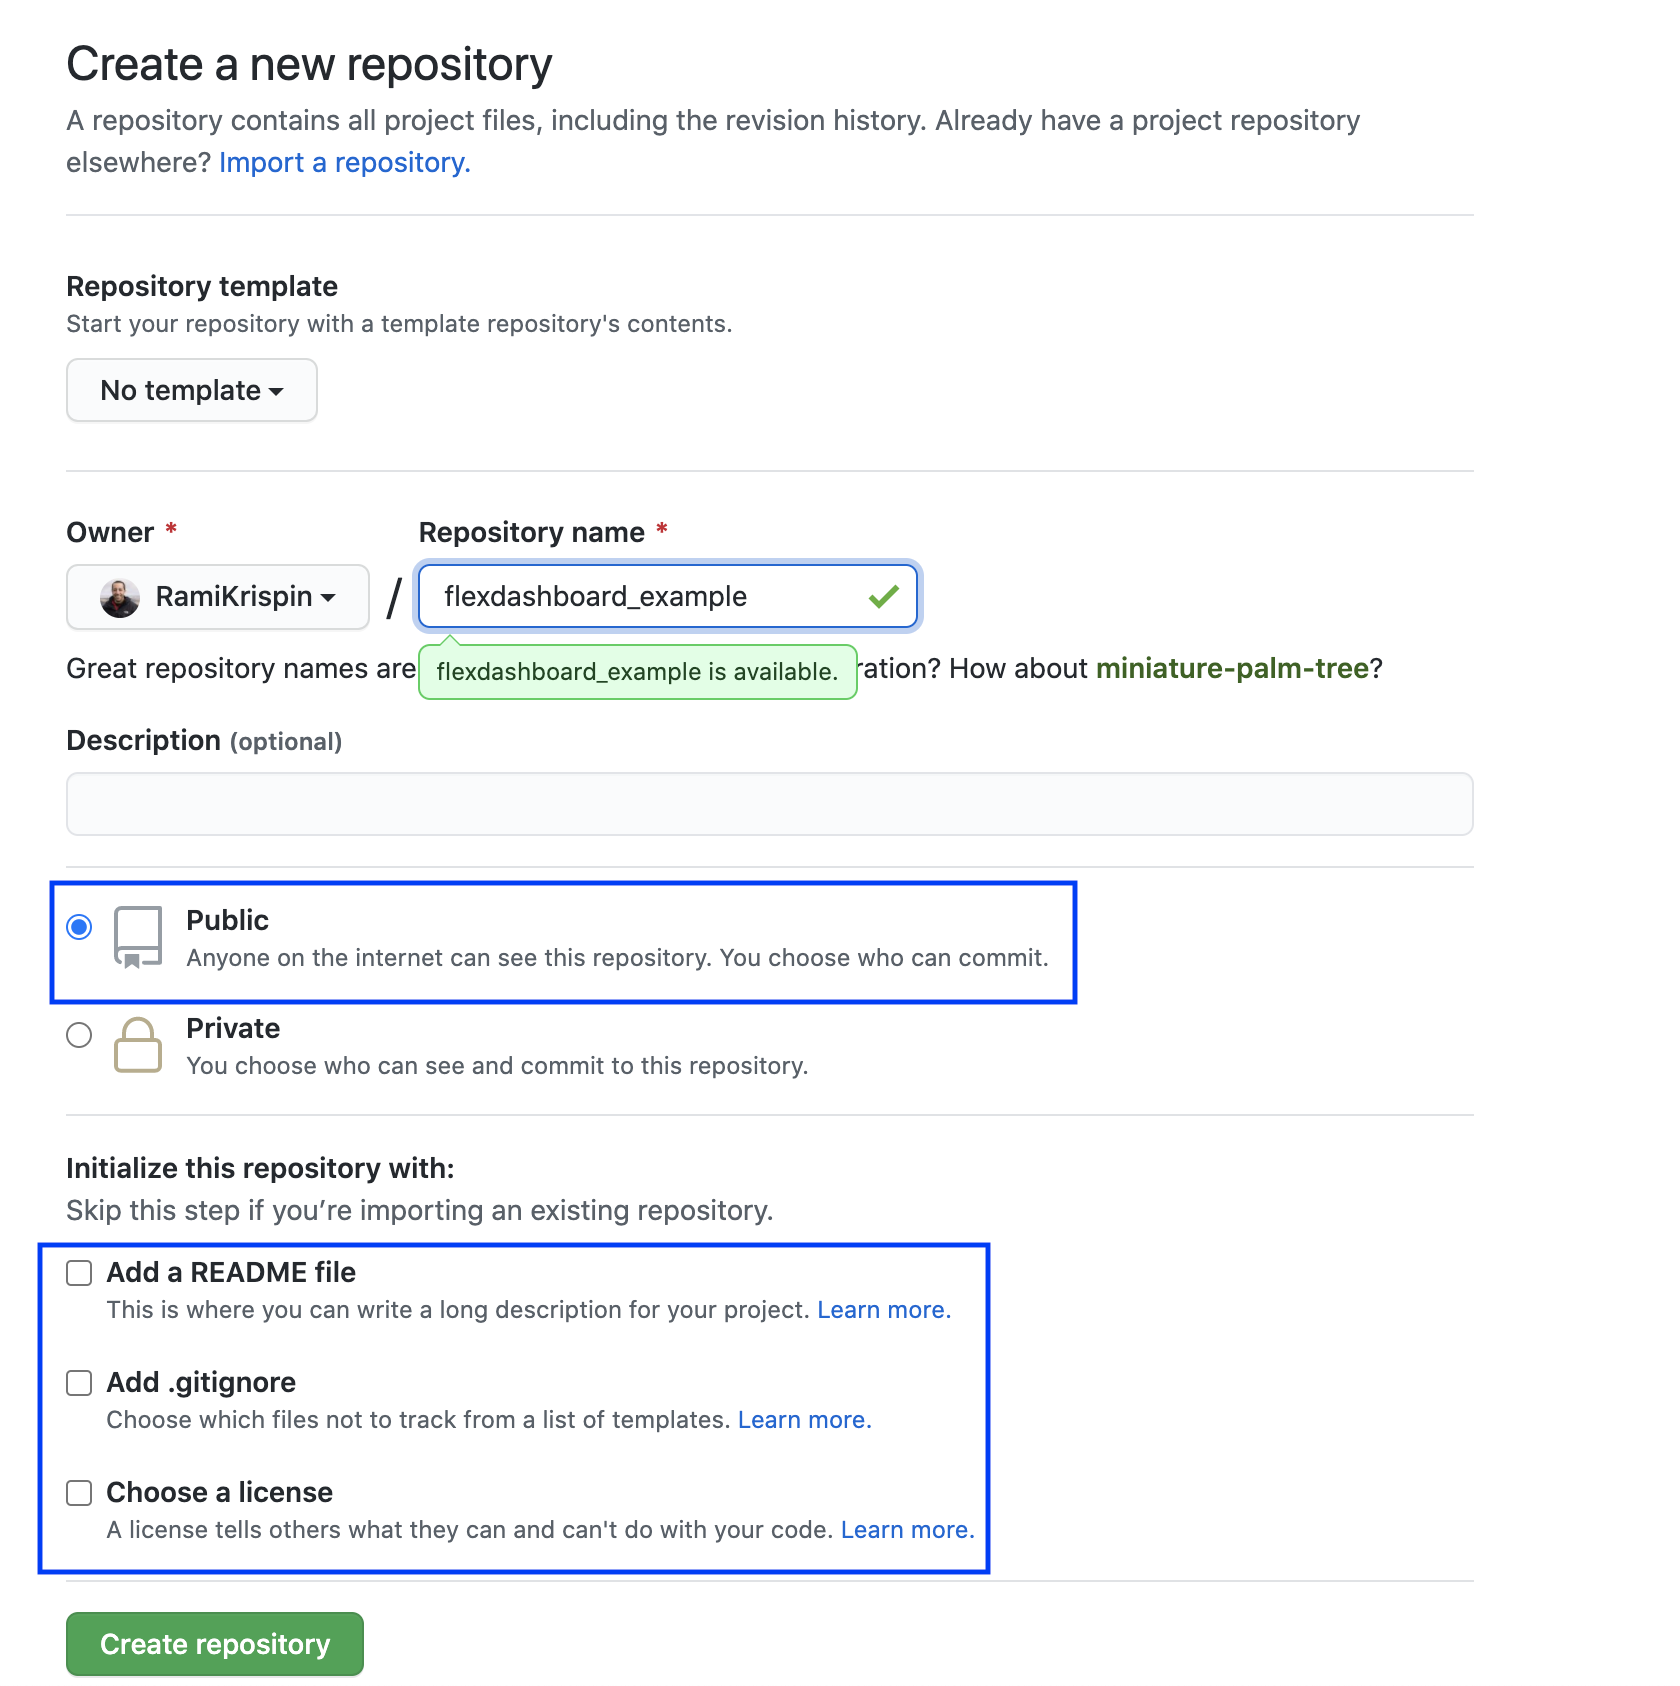 Create a new repository
A repository contains all project files, including the revision history. Already have a project repository
elsewhere? Import a repository.
Repository template
Start your repository with a template repository's contents.
No template
Owner * Repository name *
RamiKrispin / flexdashboard_example
Great repository names are flexdashboard_example is available. ration? How about miniature-palm-tree?
Description (optional)
Public
Anyone on the internet can see this repository. You choose who can commit.
Private
You choose who can see and commit to this repository.
Initialize this repository with:
Skip this step if you’re importing an existing repository.
Add a README file
This is where you can write a long description for your project. Learn more.
Add .gitignore
Choose which files not to track from a list of templates. Learn more.
Choose a license
A license tells others what they can and can't do with your code. Learn more.
Create repository